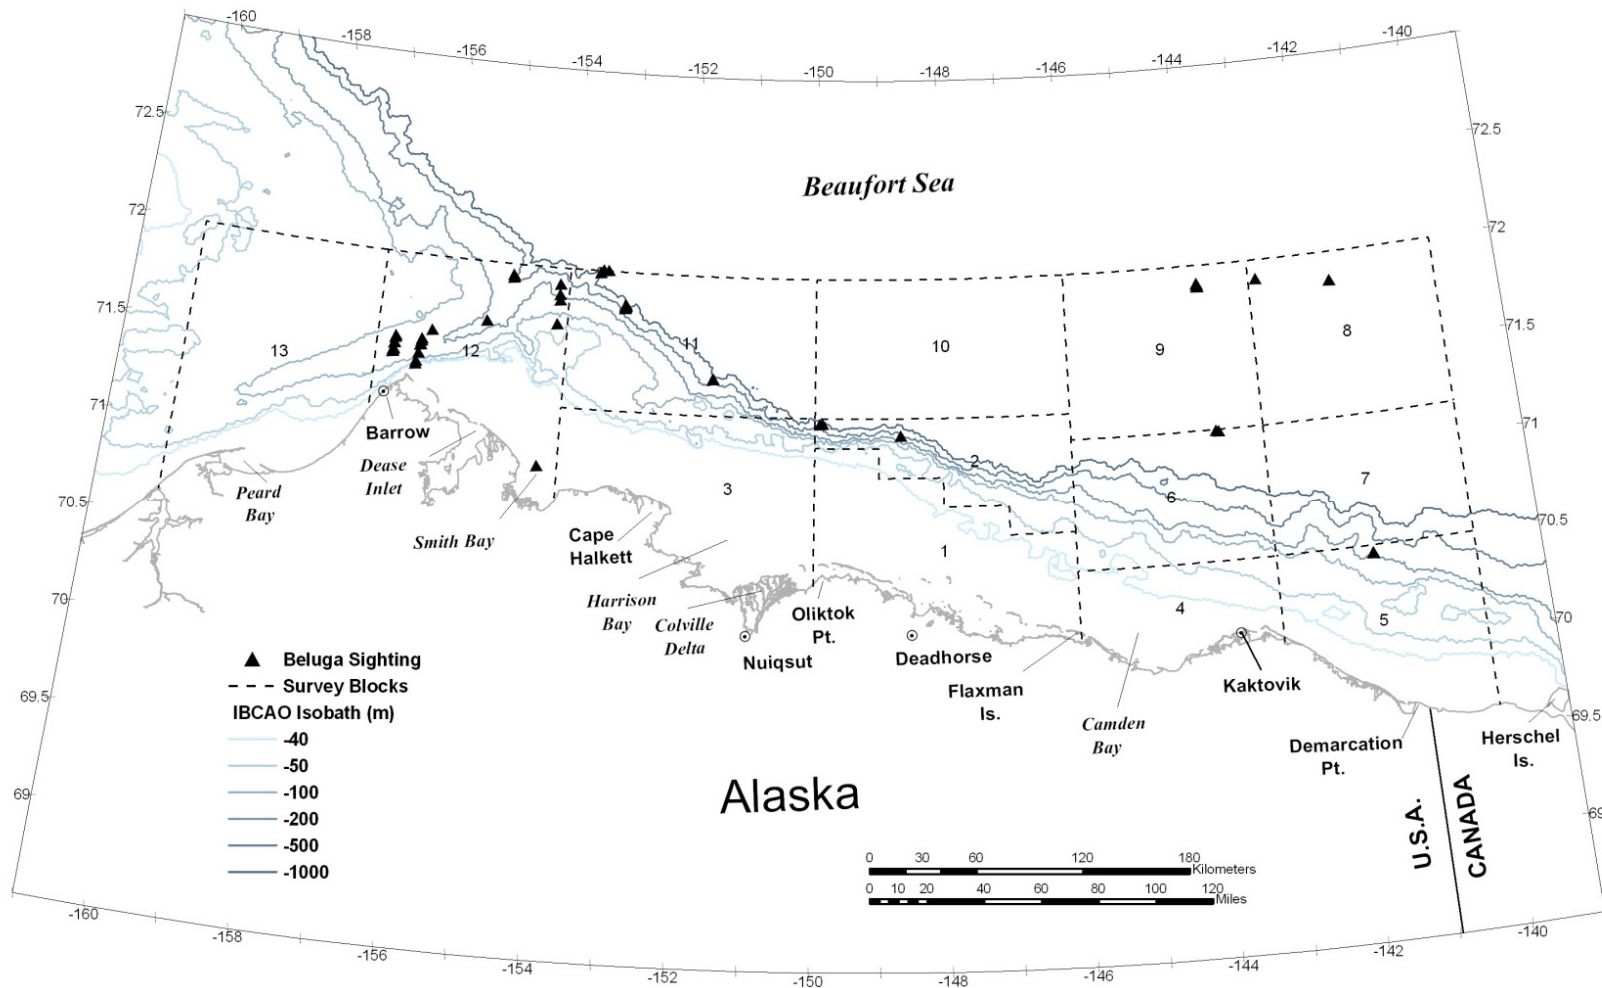 -160
-158
-156
-154
-152
-150
-148
-146
-144
-142
-140
72.5
72.5
Beaufort Sea
72
72
71.5
71.5
13
12
11
10
9
8
71
71
Barrow
Dease
Inlet
Peard
Bay
70.5
70.5
Smith Bay
3
2
6
7
Cape
Halkett
1
Harrison
Bay
Colville
Delta
Nuiqsut
Oliktok
Pt.
Deadhorse
Flaxman
Is.
4
5
70
70
Kaktovik
Camden
Bay
Demarcation
Pt.
Herschel
Is.
69.5
69.5
Beluga Sighting
Survey Blocks
IBCAO Isobath (m)
-40
-50
-100
-200
-500
-1000
Alaska
U.S.A.
CANADA
69
69
0 30 60 120 180
Kilometers
0 10 20 40 60 80 100 120
Miles
-160
-158
-156
-154
-152
-150
-148
-146
-144
-142
-140